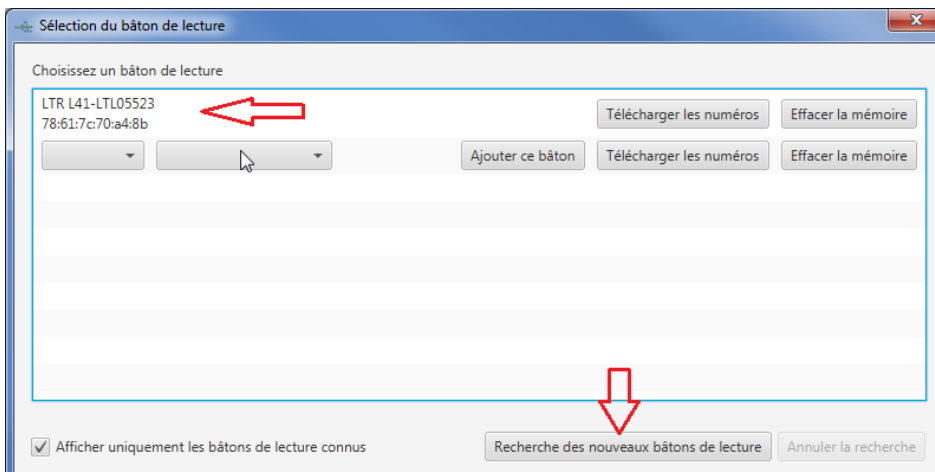 Sélection du bâton de lecture
Choisissez un bâton de lecture
LTR L41-LTL05523
78:61:7c:70:a4:8b
Télécharger les numéros
Effacer la mémoire
Ajouter ce bâton
Télécharger les numéros
Effacer la mémoire
Afficher uniquement les bâtons de lecture connus
Recherche des nouveaux bâtons de lecture
Annuler la recherche